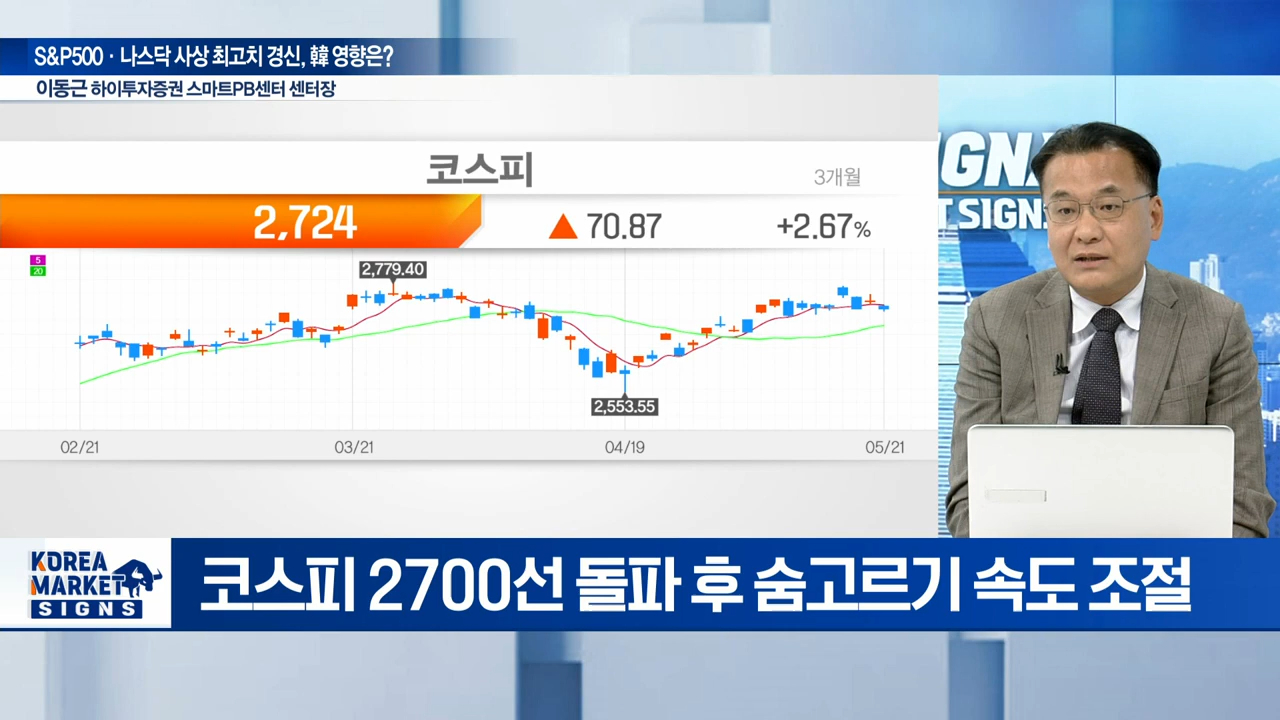 S&P500 · 나스닥 사상 최고치 경신, 韓 영향은?
이동근 하이투자증권 스마트PB센터 센터장
코스피
3개월
2,724 ▲ 70.87 +2.67%
5
20
2,779.40
2,553.55
02/21 03/21 04/19 05/21
IGN
T.SIGN
KOREA
MARKET
SIGNS
코스피 2700선 돌파 후 숨고르기 속도 조절